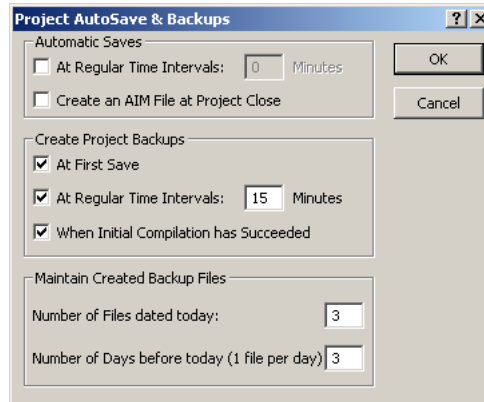 Project AutoSave & Backups
Automatic Saves
At Regular Time Intervals: 0 Minutes
Create an AIM File at Project Close
OK
Cancel
Create Project Backups
At First Save
At Regular Time Intervals: 15 Minutes
When Initial Compilation has Succeeded
Maintain Created Backup Files
Number of Files dated today: 3
Number of Days before today (1 file per day) 3